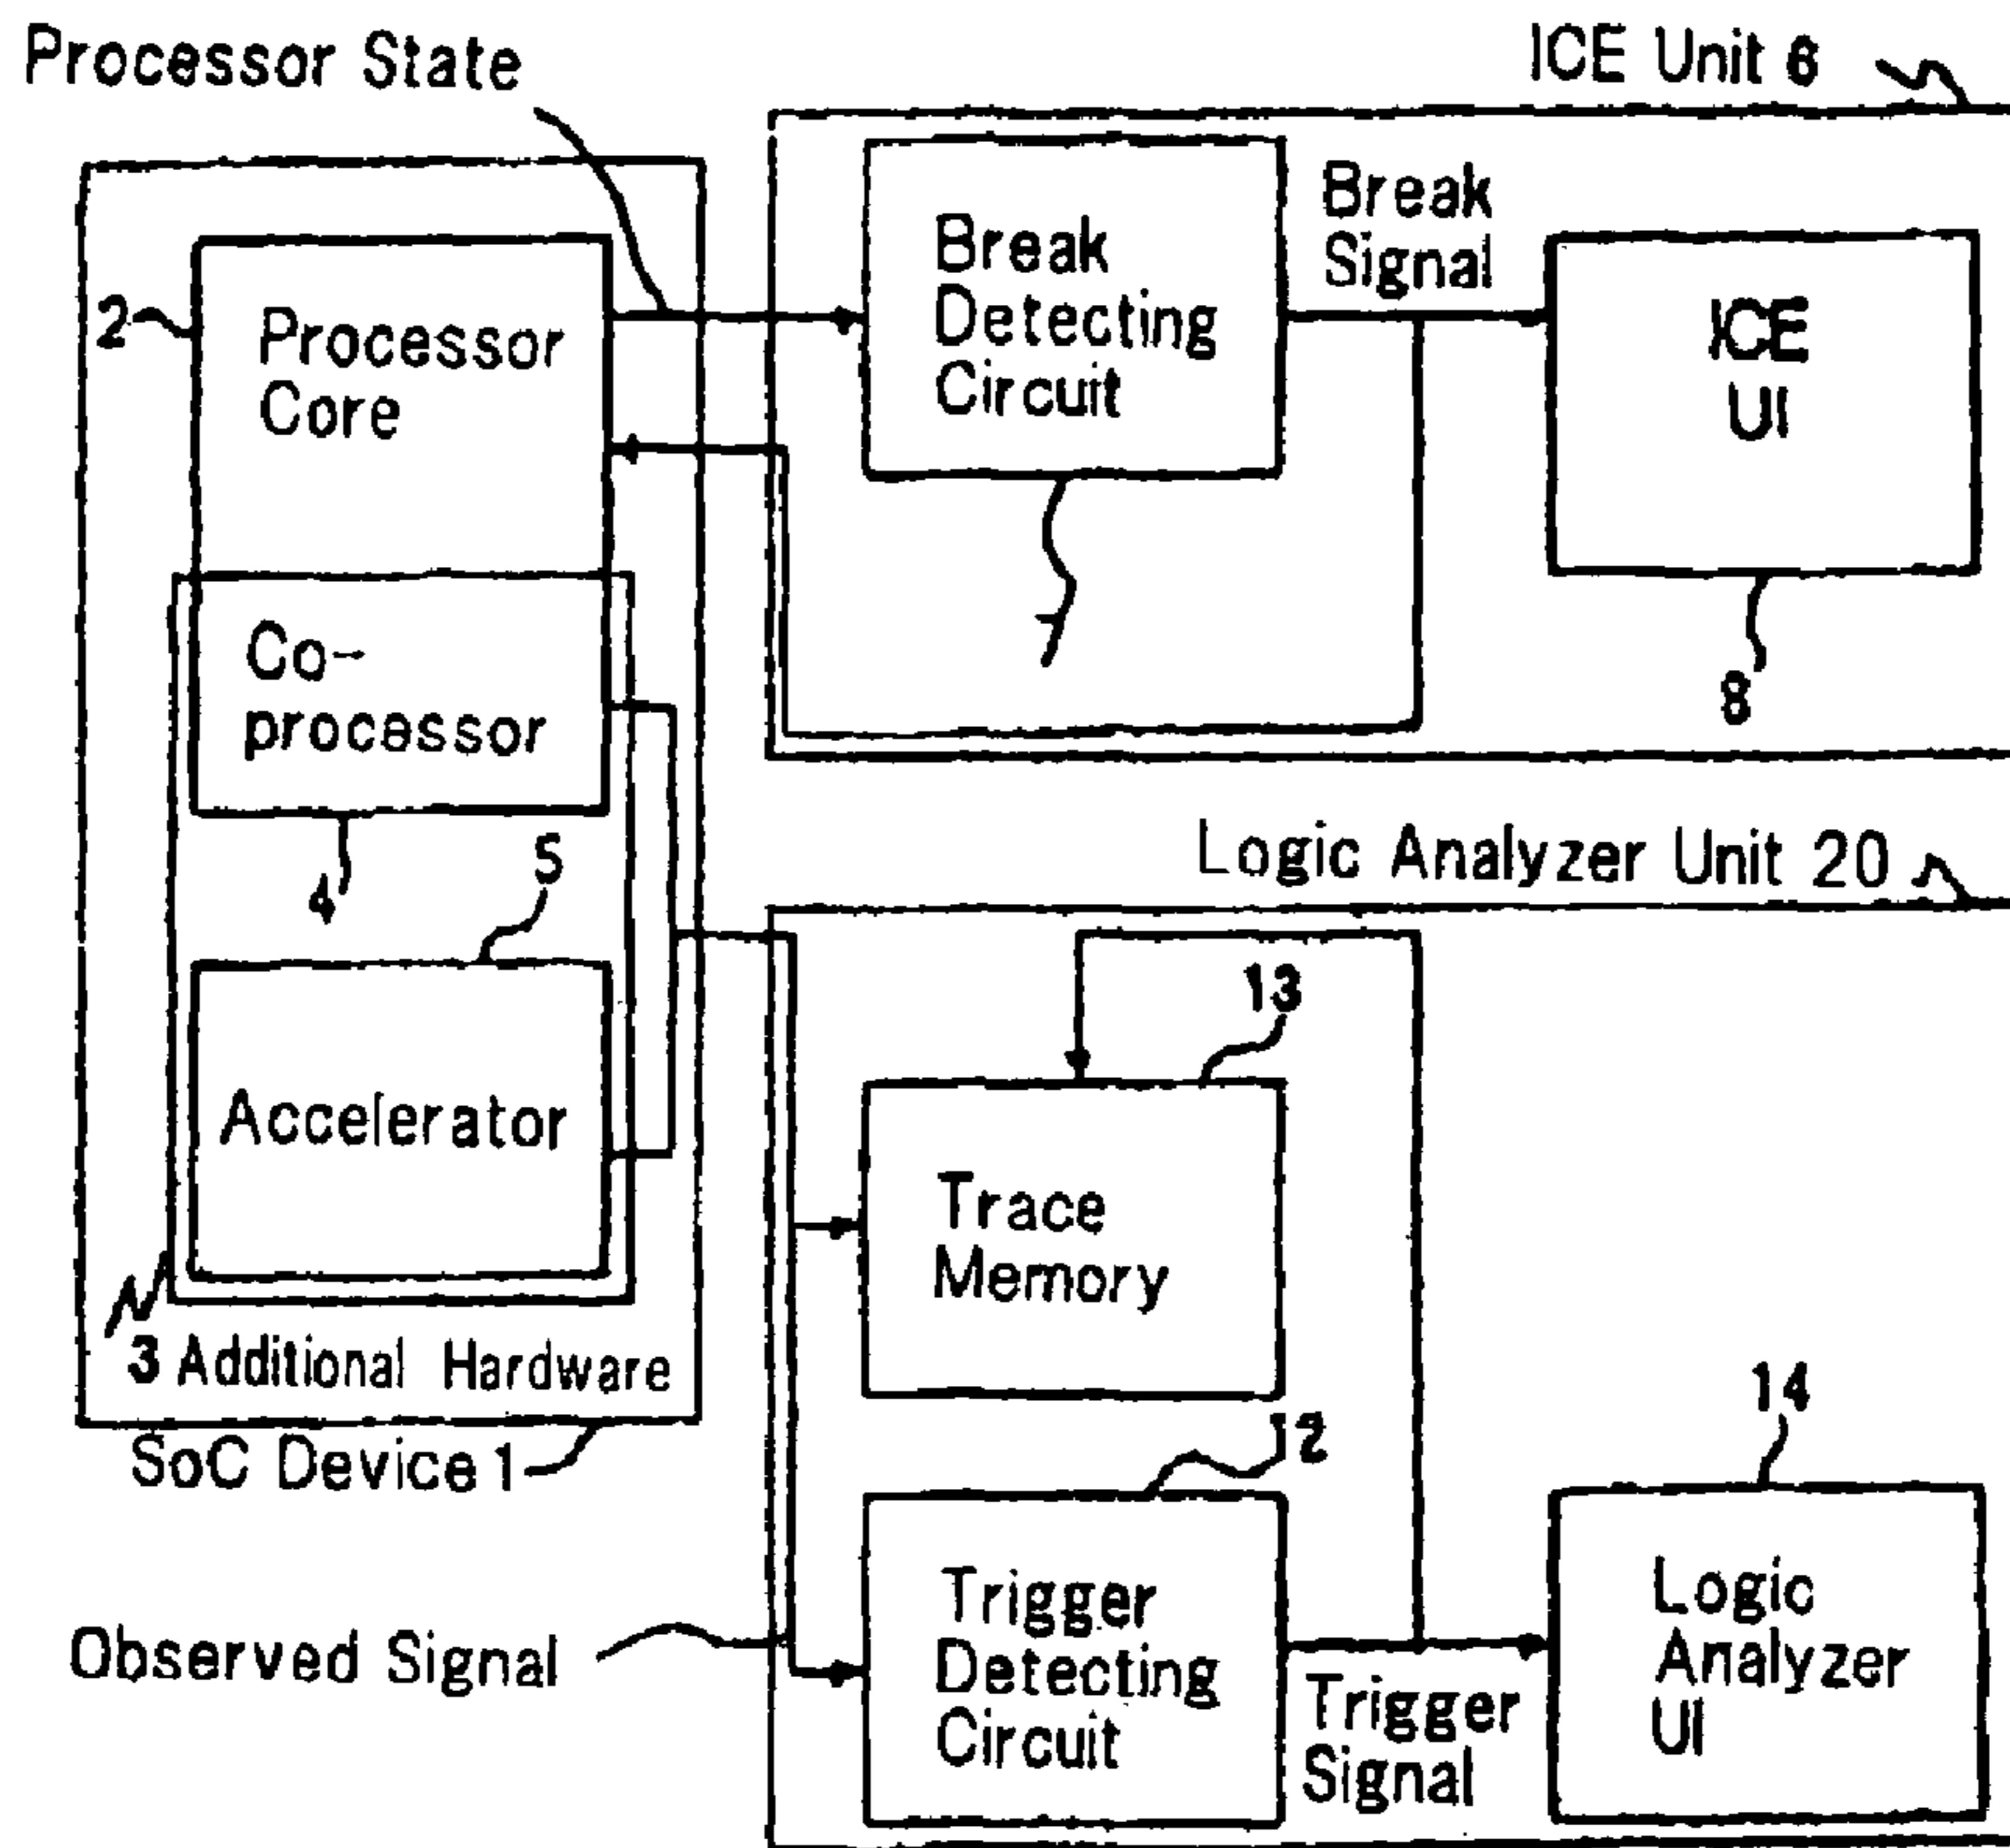 Processor State
ICE Unit 6
Break
Detecting
Circuit
Break
Signal
ICE
UI
2
Processor
Core
7
8
Co-
processor
4
5
Logic Analyzer Unit 20
Accelerator
13
Trace
Memory
3 Additional Hardware
SoC Device 1
12
14
Trigger
Detecting
Circuit
Observed Signal
Trigger
Signal
Logic
Analyzer
UI